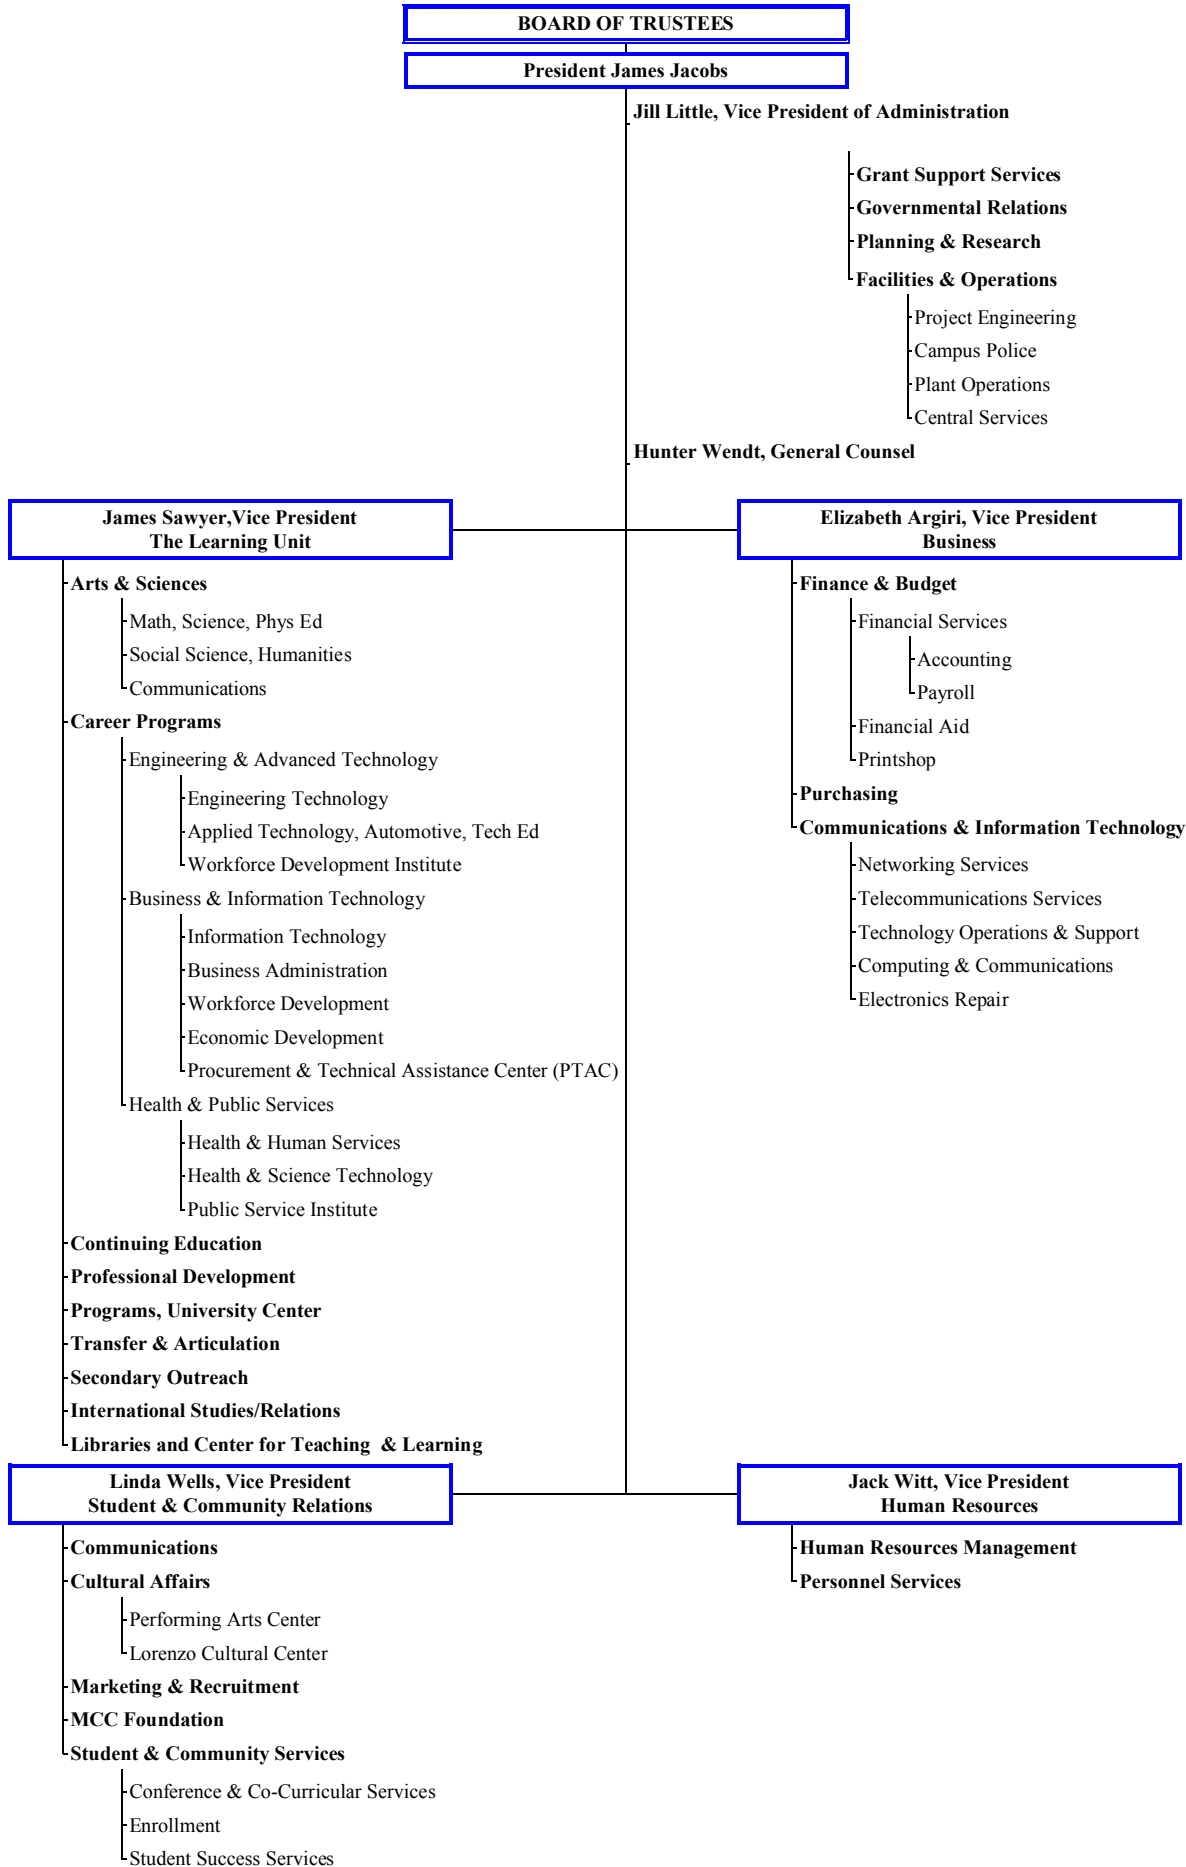 BOARD OF TRUSTEES
President James Jacobs
Jill Little, Vice President of Administration
Grant Support Services
Governmental Relations
Planning & Research
Facilities & Operations
Project Engineering
Campus Police
Plant Operations
Central Services
Hunter Wendt, General Counsel
James Sawyer,Vice President
The Learning Unit
Arts & Sciences
Math, Science, Phys Ed
Social Science, Humanities
Communications
Career Programs
Engineering & Advanced Technology
Engineering Technology
Applied Technology, Automotive, Tech Ed
Workforce Development Institute
Business & Information Technology
Information Technology
Business Administration
Workforce Development
Economic Development
Procurement & Technical Assistance Center (PTAC)
Health & Public Services
Health & Human Services
Health & Science Technology
Public Service Institute
Continuing Education
Professional Development
Programs, University Center
Transfer & Articulation
Secondary Outreach
International Studies/Relations
Libraries and Center for Teaching  & Learning
Elizabeth Argiri, Vice President
Business
Finance & Budget
Financial Services
Accounting
Payroll
Financial Aid
Printshop
Purchasing
Communications & Information Technology
Networking Services
Telecommunications Services
Technology Operations & Support
Computing & Communications
Electronics Repair
Linda Wells, Vice President
Student & Community Relations
Communications
Cultural Affairs
Performing Arts Center
Lorenzo Cultural Center
Marketing & Recruitment
MCC Foundation
Student & Community Services
Conference & Co-Curricular Services
Enrollment
Student Success Services
Jack Witt, Vice President
Human Resources
Human Resources Management
Personnel Services